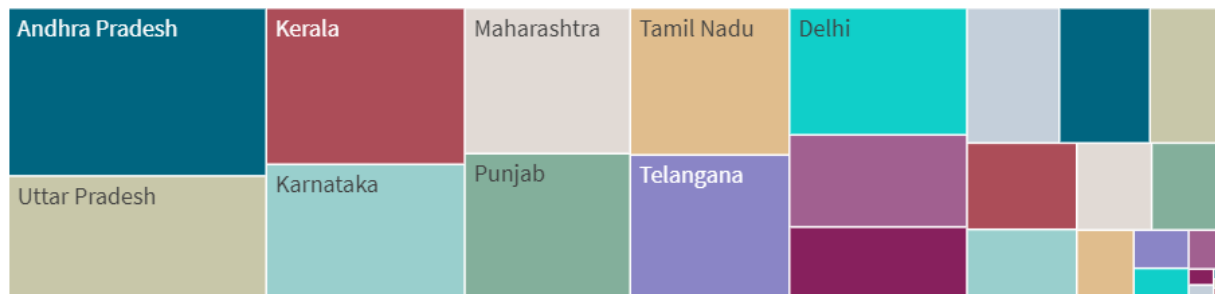 Andhra Pradesh
Kerala
Maharashtra
Tamil Nadu
Delhi
Uttar Pradesh
Karnataka
Punjab
Telangana